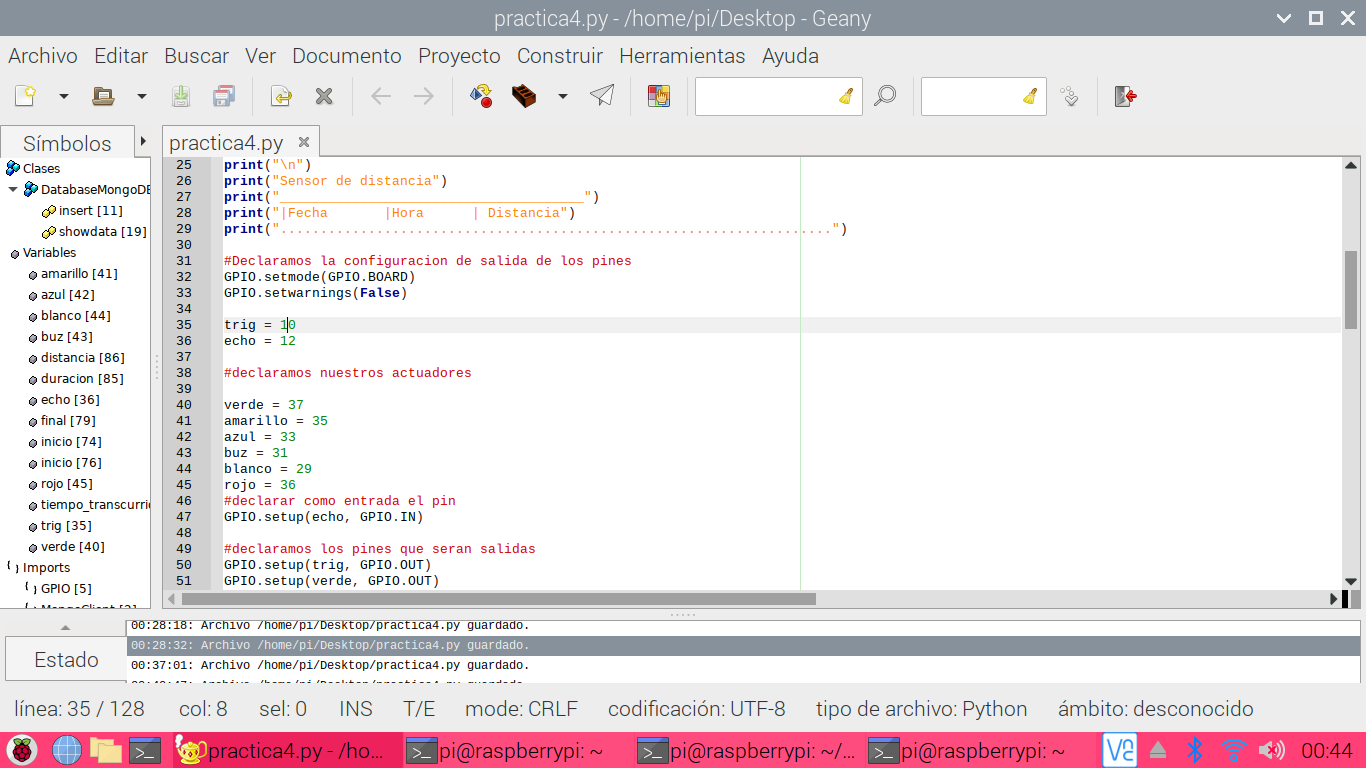 practica4.py - /home/pi/Desktop - Geany
Archivo Editar Buscar Ver Documento Proyecto Construir Herramientas Ayuda
Símbolos
Clases
DatabaseMongoDB
insert [11]
showdata [19]
Variables
amarillo [41]
azul [42]
blanco [44]
buz [43]
distancia [86]
duracion [85]
echo [36]
final [79]
inicio [74]
inicio [76]
rojo [45]
tiempo_transcurri
trig [35]
verde [40]
Imports
GPIO [5]
practica4.py
25 print("\n")
26 print("Sensor de distancia")
27 print("______________________________________")
28 print("|Fecha       |Hora      | Distancia")
29 print(".....................................................................")
30
31 #Declaramos la configuracion de salida de los pines
32 GPIO.setmode(GPIO.BOARD)
33 GPIO.setwarnings(False)
34
35 trig = 10
36 echo = 12
37
38 #declaramos nuestros actuadores
39
40 verde = 37
41 amarillo = 35
42 azul = 33
43 buz = 31
44 blanco = 29
45 rojo = 36
46 #declarar como entrada el pin
47 GPIO.setup(echo, GPIO.IN)
48
49 #declaramos los pines que seran salidas
50 GPIO.setup(trig, GPIO.OUT)
51 GPIO.setup(verde, GPIO.OUT)
Estado
00:28:18: Archivo /home/pi/Desktop/practica4.py guardado.
00:28:32: Archivo /home/pi/Desktop/practica4.py guardado.
00:37:01: Archivo /home/pi/Desktop/practica4.py guardado.
línea: 35 / 128 col: 8 sel: 0 INS T/E mode: CRLF codificación: UTF-8 tipo de archivo: Python ámbito: desconocido
practica4.py - /ho... pi@raspberrypi: ~ pi@raspberrypi: ~/... pi@raspberrypi: ~ 00:44